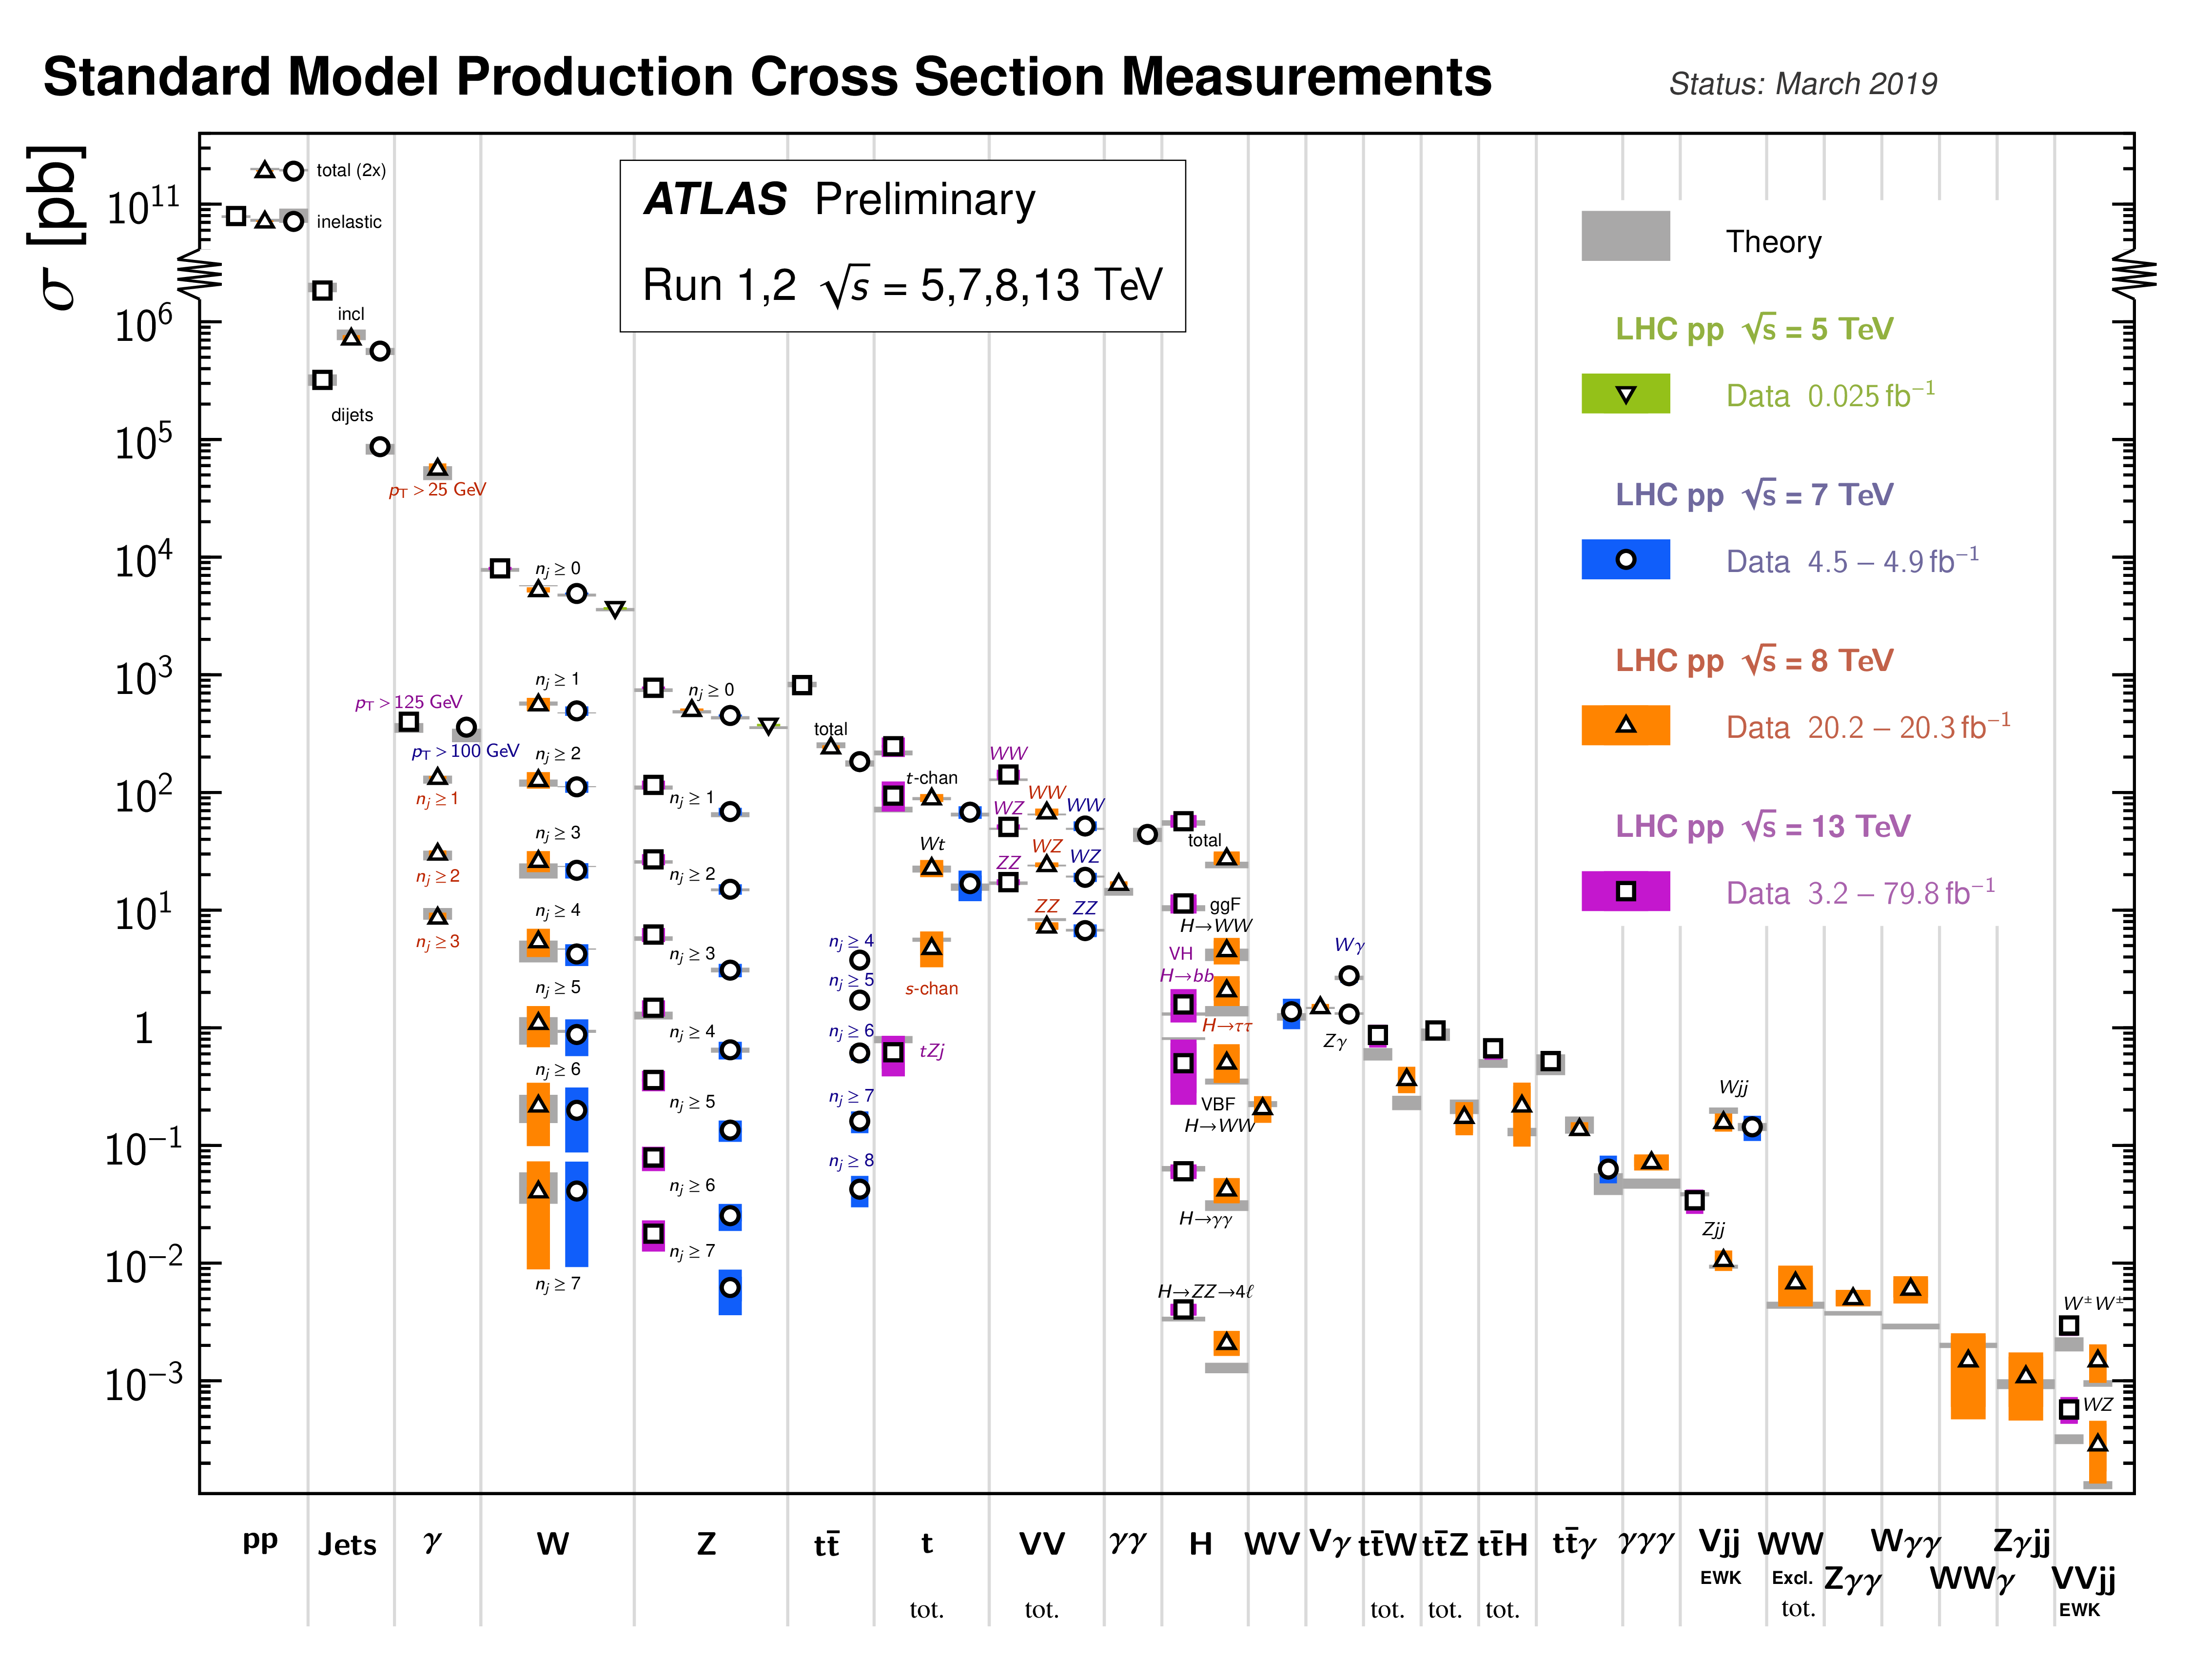 Standard Model Production Cross Section Measurements
Status: March 2019
σ [pb]
10¹¹
10⁶
10⁵
10⁴
10³
10²
10¹
1
10⁻¹
10⁻²
10⁻³
total (2x)
inelastic
ATLAS Preliminary
Run 1,2 √s = 5,7,8,13 TeV
Theory
LHC pp √s = 5 TeV
Data 0.025 fb⁻¹
LHC pp √s = 7 TeV
Data 4.5 − 4.9 fb⁻¹
LHC pp √s = 8 TeV
Data 20.2 − 20.3 fb⁻¹
LHC pp √s = 13 TeV
Data 3.2 − 79.8 fb⁻¹
incl
dijets
pT > 25 GeV
pT > 125 GeV
pT > 100 GeV
nj ≥ 1
nj ≥ 2
nj ≥ 3
nj ≥ 0
nj ≥ 1
nj ≥ 2
nj ≥ 3
nj ≥ 4
nj ≥ 5
nj ≥ 6
nj ≥ 7
nj ≥ 0
nj ≥ 1
nj ≥ 2
nj ≥ 3
nj ≥ 4
nj ≥ 5
nj ≥ 6
nj ≥ 7
total
nj ≥ 4
nj ≥ 5
nj ≥ 6
nj ≥ 7
nj ≥ 8
t-chan
Wt
s-chan
tZj
WW
WZ
ZZ
WW
WZ
ZZ
WW
WZ
ZZ
total
ggF
H→WW
VH
H→bb
H→ττ
VBF
H→WW
H→γγ
H→ZZ→4ℓ
Wγ
Zγ
Wjj
Zjj
W±W±
WZ
pp
Jets
γ
W
Z
tt̄
t
tot.
VV
tot.
γγ
H
WV
Vγ
tt̄W
tot.
tt̄Z
tot.
tt̄H
tot.
tt̄γ
γγγ
Vjj
EWK
WW
Excl.
tot.
Zγγ
Wγγ
WWγ
Zγjj
VVjj
EWK